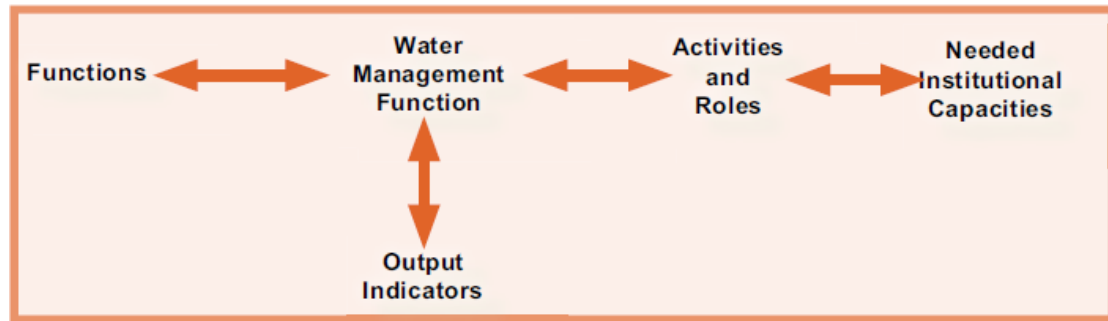 Functions
Water
Management
Function
Activities
and
Roles
Needed
Institutional
Capacities
Output
Indicators